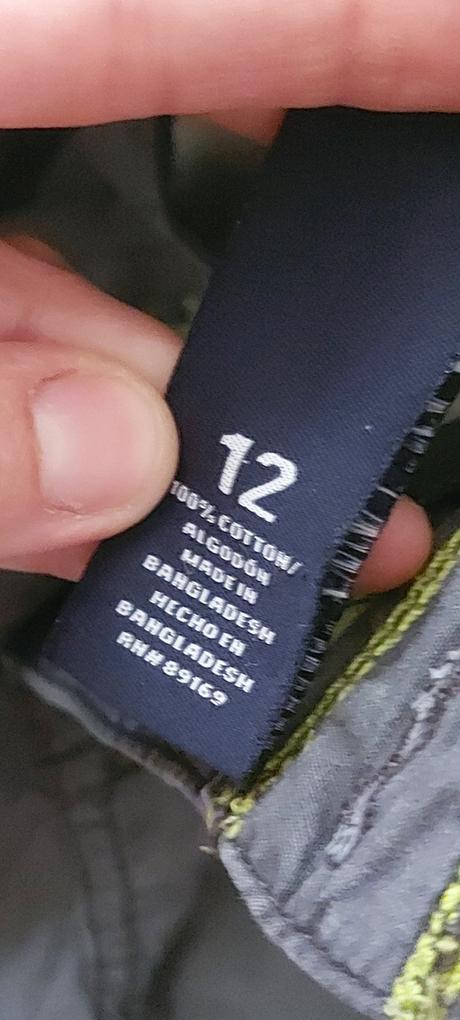 12
100% COTTON/
ALGODÓN
MADE IN
BANGLADESH
HECHO EN
BANGLADESH
RN# 89169